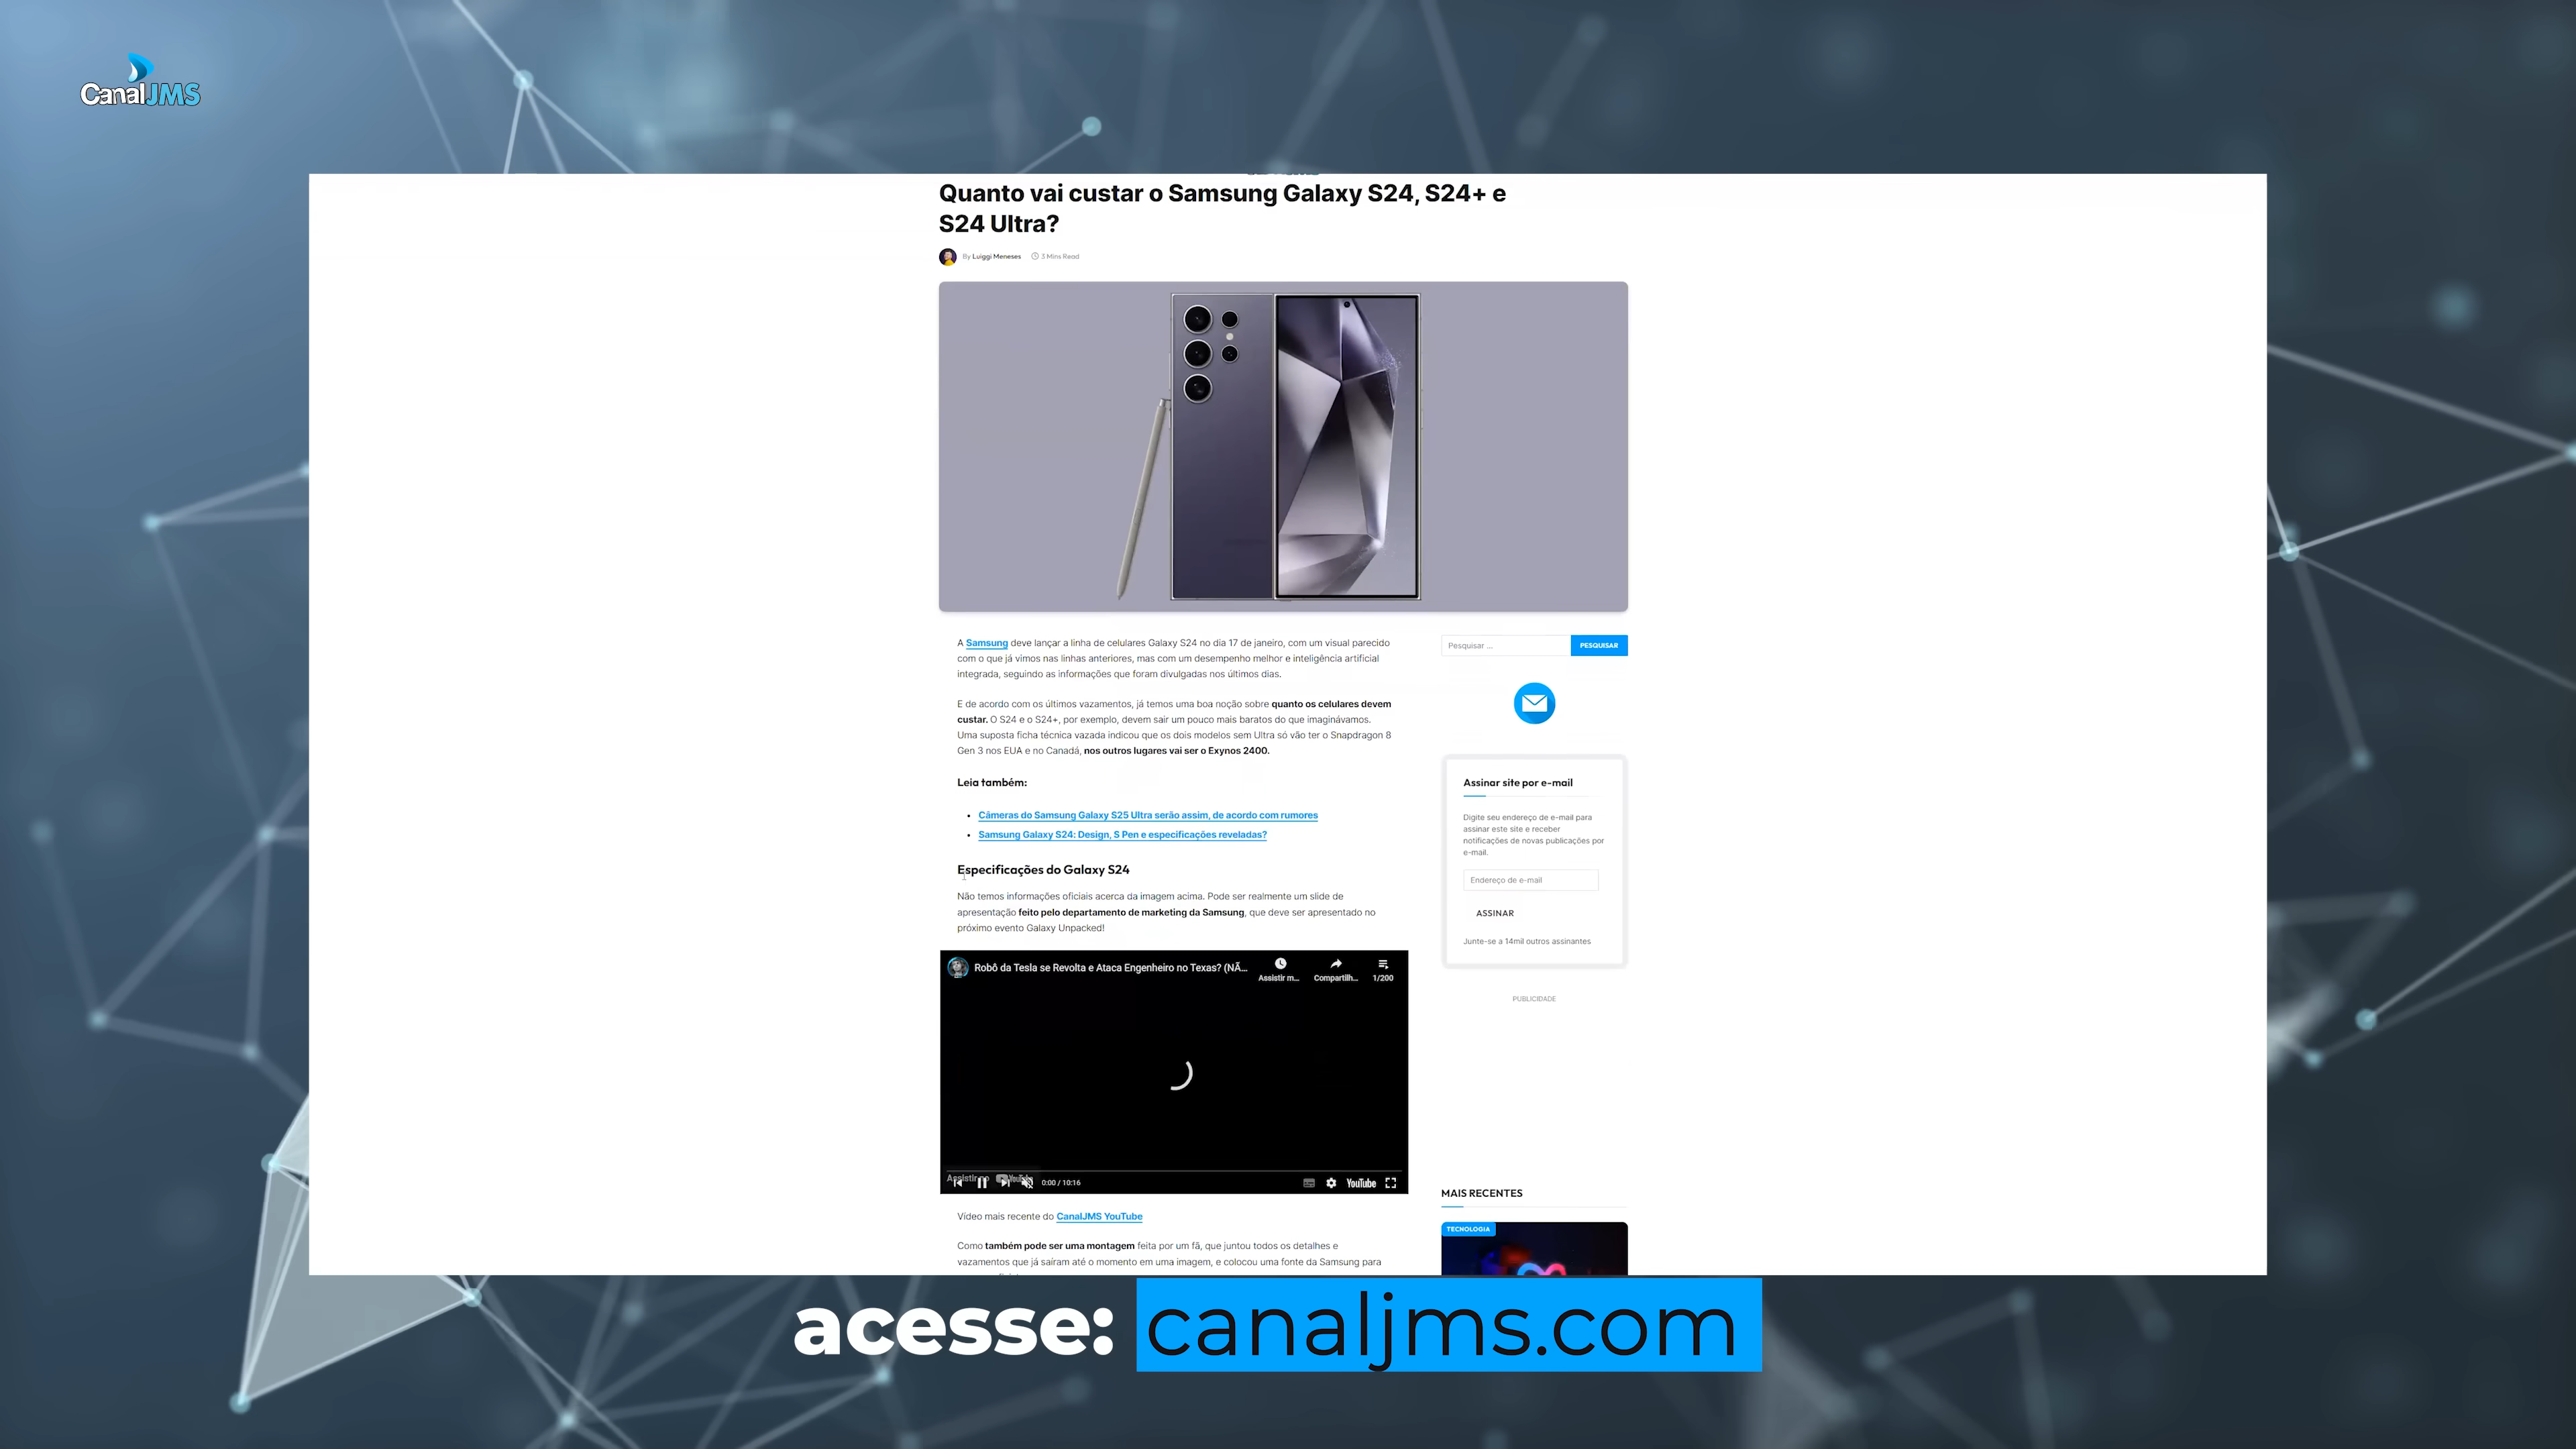 CanalJMS
Quanto vai custar o Samsung Galaxy S24, S24+ e
S24 Ultra?
By Luiggi Meneses 3 Mins Read
A Samsung deve lançar a linha de celulares Galaxy S24 no dia 17 de janeiro, com um visual parecido
com o que já vimos nas linhas anteriores, mas com um desempenho melhor e inteligência artificial
integrada, seguindo as informações que foram divulgadas nos últimos dias.
E de acordo com os últimos vazamentos, já temos uma boa noção sobre quanto os celulares devem
custar. O S24 e o S24+, por exemplo, devem sair um pouco mais baratos do que imaginávamos.
Uma suposta ficha técnica vazada indicou que os dois modelos sem Ultra só vão ter o Snapdragon 8
Gen 3 nos EUA e no Canadá, nos outros lugares vai ser o Exynos 2400.
Leia também:
• Câmeras do Samsung Galaxy S25 Ultra serão assim, de acordo com rumores
• Samsung Galaxy S24: Design, S Pen e especificações reveladas?
Especificações do Galaxy S24
Não temos informações oficiais acerca da imagem acima. Pode ser realmente um slide de
apresentação feito pelo departamento de marketing da Samsung, que deve ser apresentado no
próximo evento Galaxy Unpacked!
Robô da Tesla se Revolta e Ataca Engenheiro no Texas? (NÃ...
Assistir m... Compartilh... 1/200
Assistir no YouTube
0:00 / 10:16 YouTube
Vídeo mais recente do CanalJMS YouTube
Como também pode ser uma montagem feita por um fã, que juntou todos os detalhes e
vazamentos que já saíram até o momento em uma imagem, e colocou uma fonte da Samsung para
Pesquisar ... PESQUISAR
Assinar site por e-mail
Digite seu endereço de e-mail para
assinar este site e receber
notificações de novas publicações por
e-mail.
Endereço de e-mail
ASSINAR
Junte-se a 14mil outros assinantes
PUBLICIDADE
MAIS RECENTES
TECNOLOGIA
acesse: canaljms.com